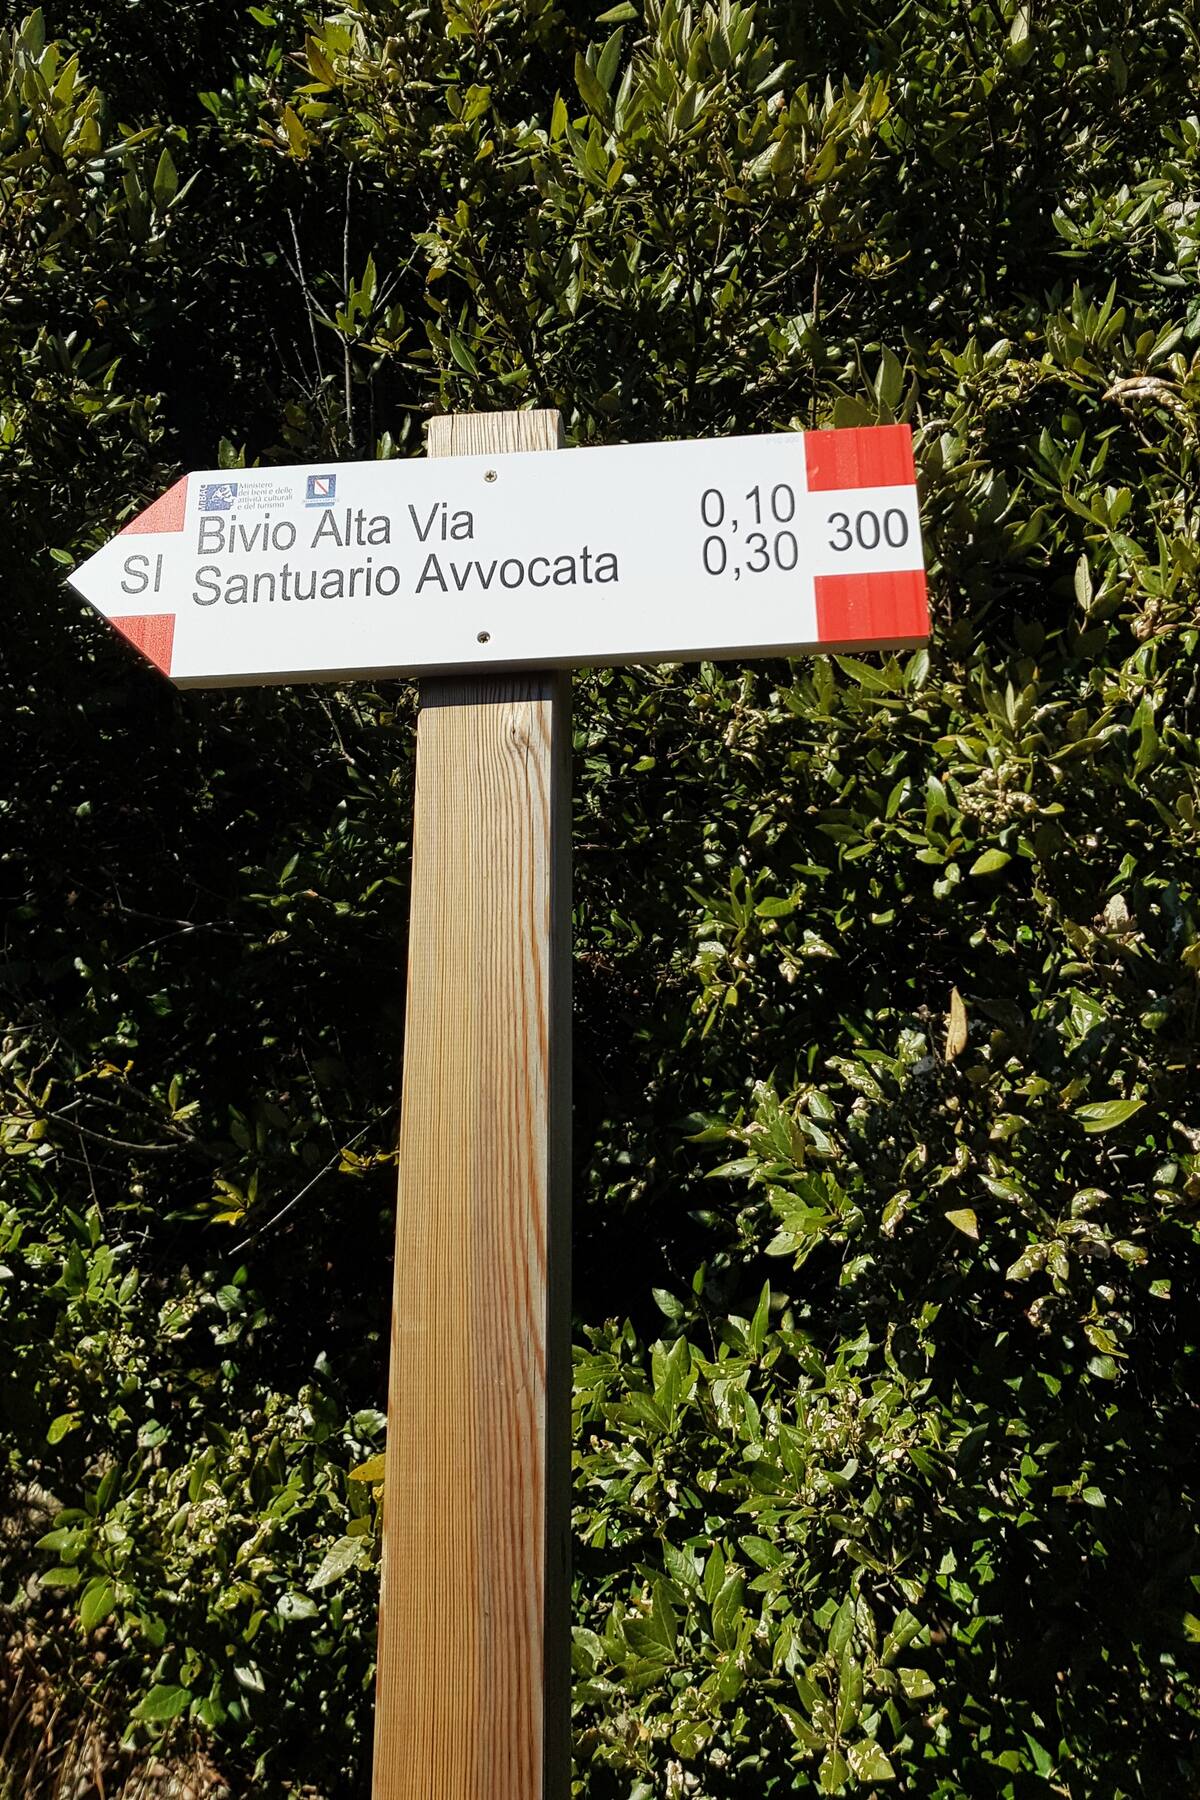 MiBAC
Ministero
dei beni e delle
attività culturali
e del turismo
SI
Bivio Alta Via 0,10
Santuario Avvocata 0,30
300